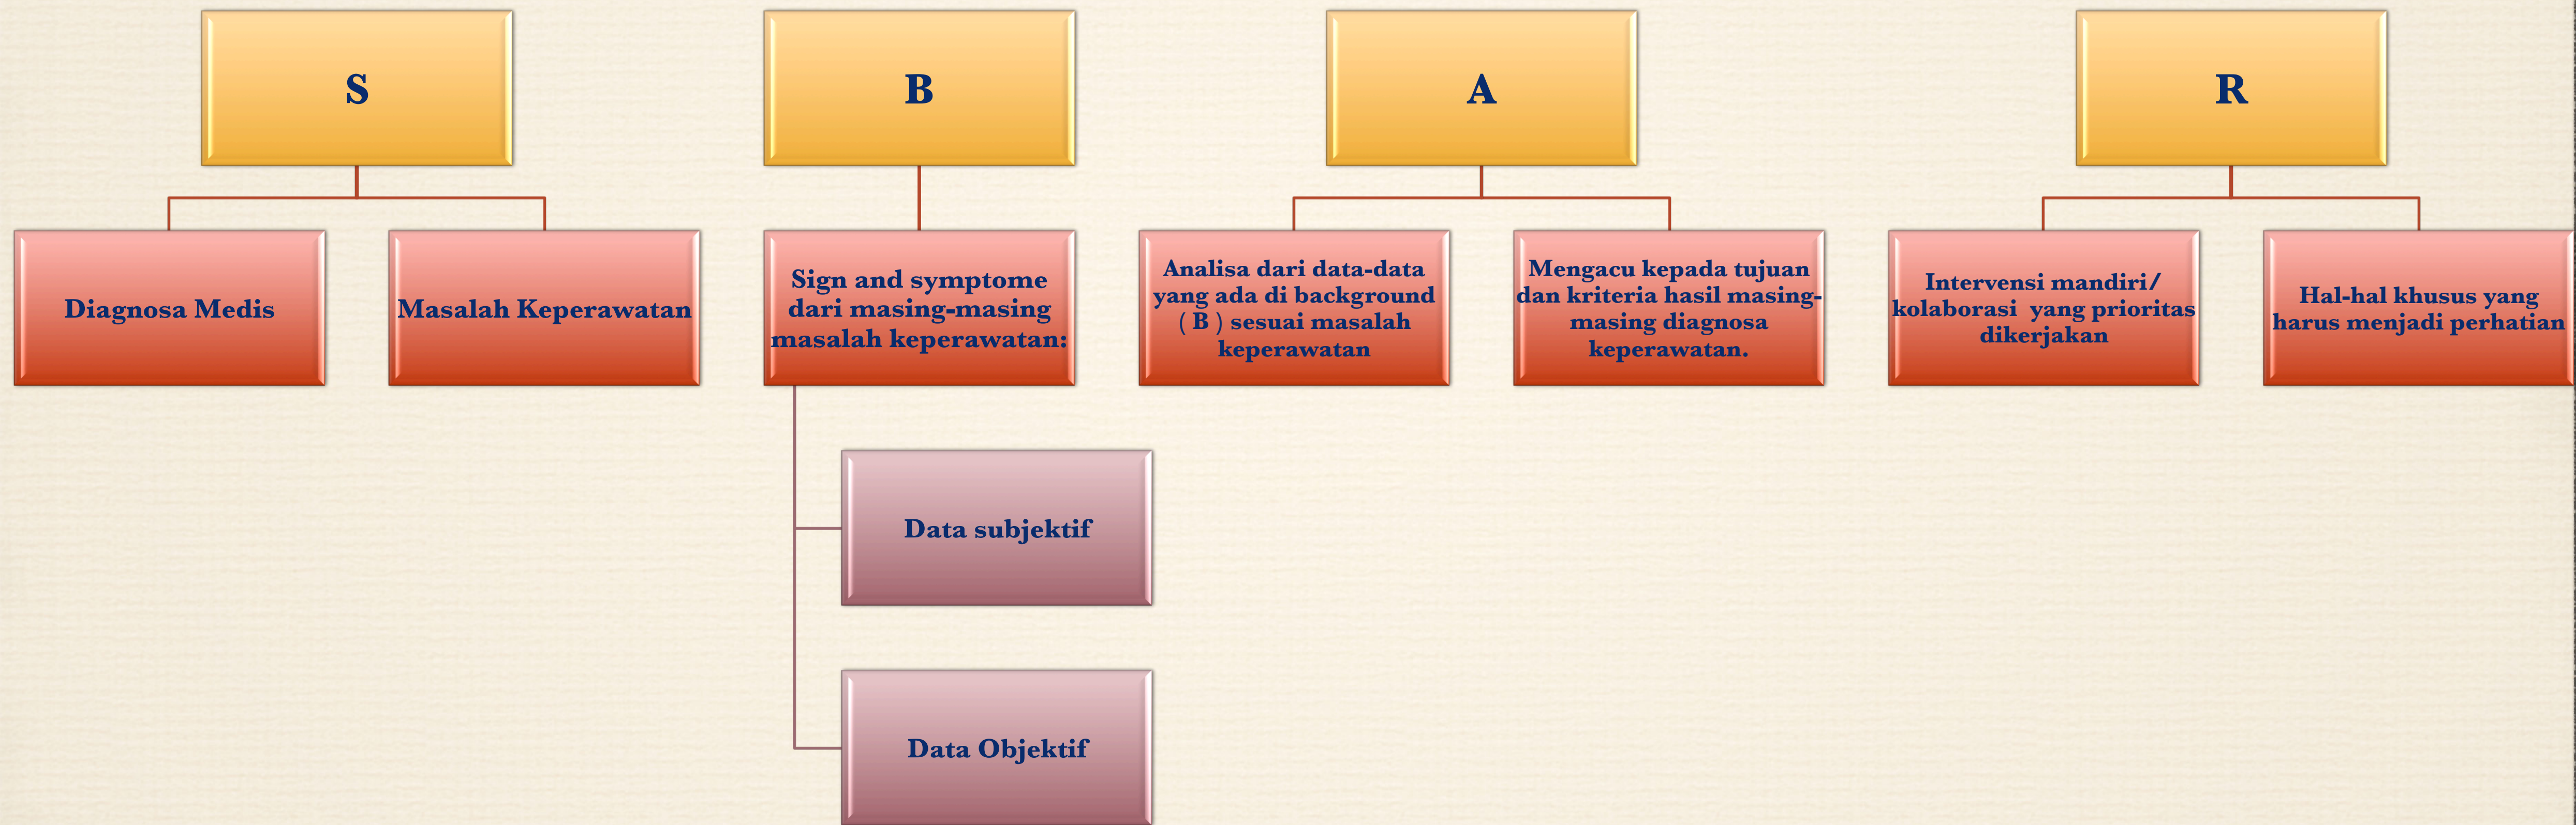 S
B
A
R
Diagnosa Medis
Masalah Keperawatan
Sign and symptome
dari masing-masing
masalah keperawatan:
Analisa dari data-data
yang ada di background
( B ) sesuai masalah
keperawatan
Mengacu kepada tujuan
dan kriteria hasil masing-
masing diagnosa
keperawatan.
Intervensi mandiri/
kolaborasi  yang prioritas
dikerjakan
Hal-hal khusus yang
harus menjadi perhatian
Data subjektif
Data Objektif